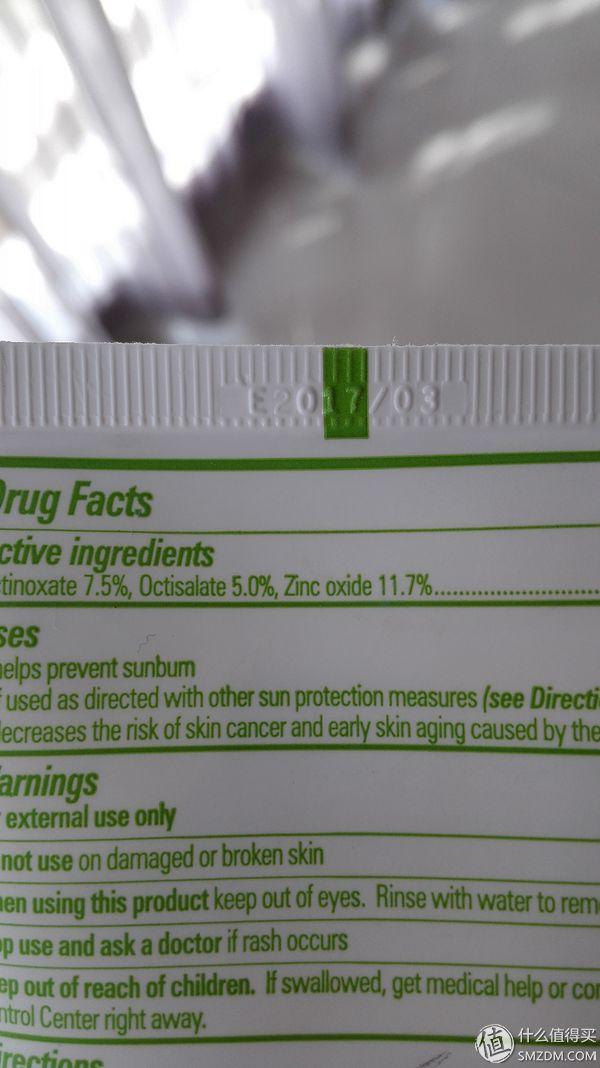 E2017/03
Drug Facts
ctive ingredients
tinoxate 7.5%, Octisalate 5.0%, Zinc oxide 11.7%
ses
helps prevent sunburn
f used as directed with other sun protection measures (see Directi
decreases the risk of skin cancer and early skin aging caused by the
arnings
r external use only
not use on damaged or broken skin
en using this product keep out of eyes. Rinse with water to rem
op use and ask a doctor if rash occurs
ep out of reach of children. If swallowed, get medical help or con
ntrol Center right away.
irections
值 什么值得买
SMZDM.COM